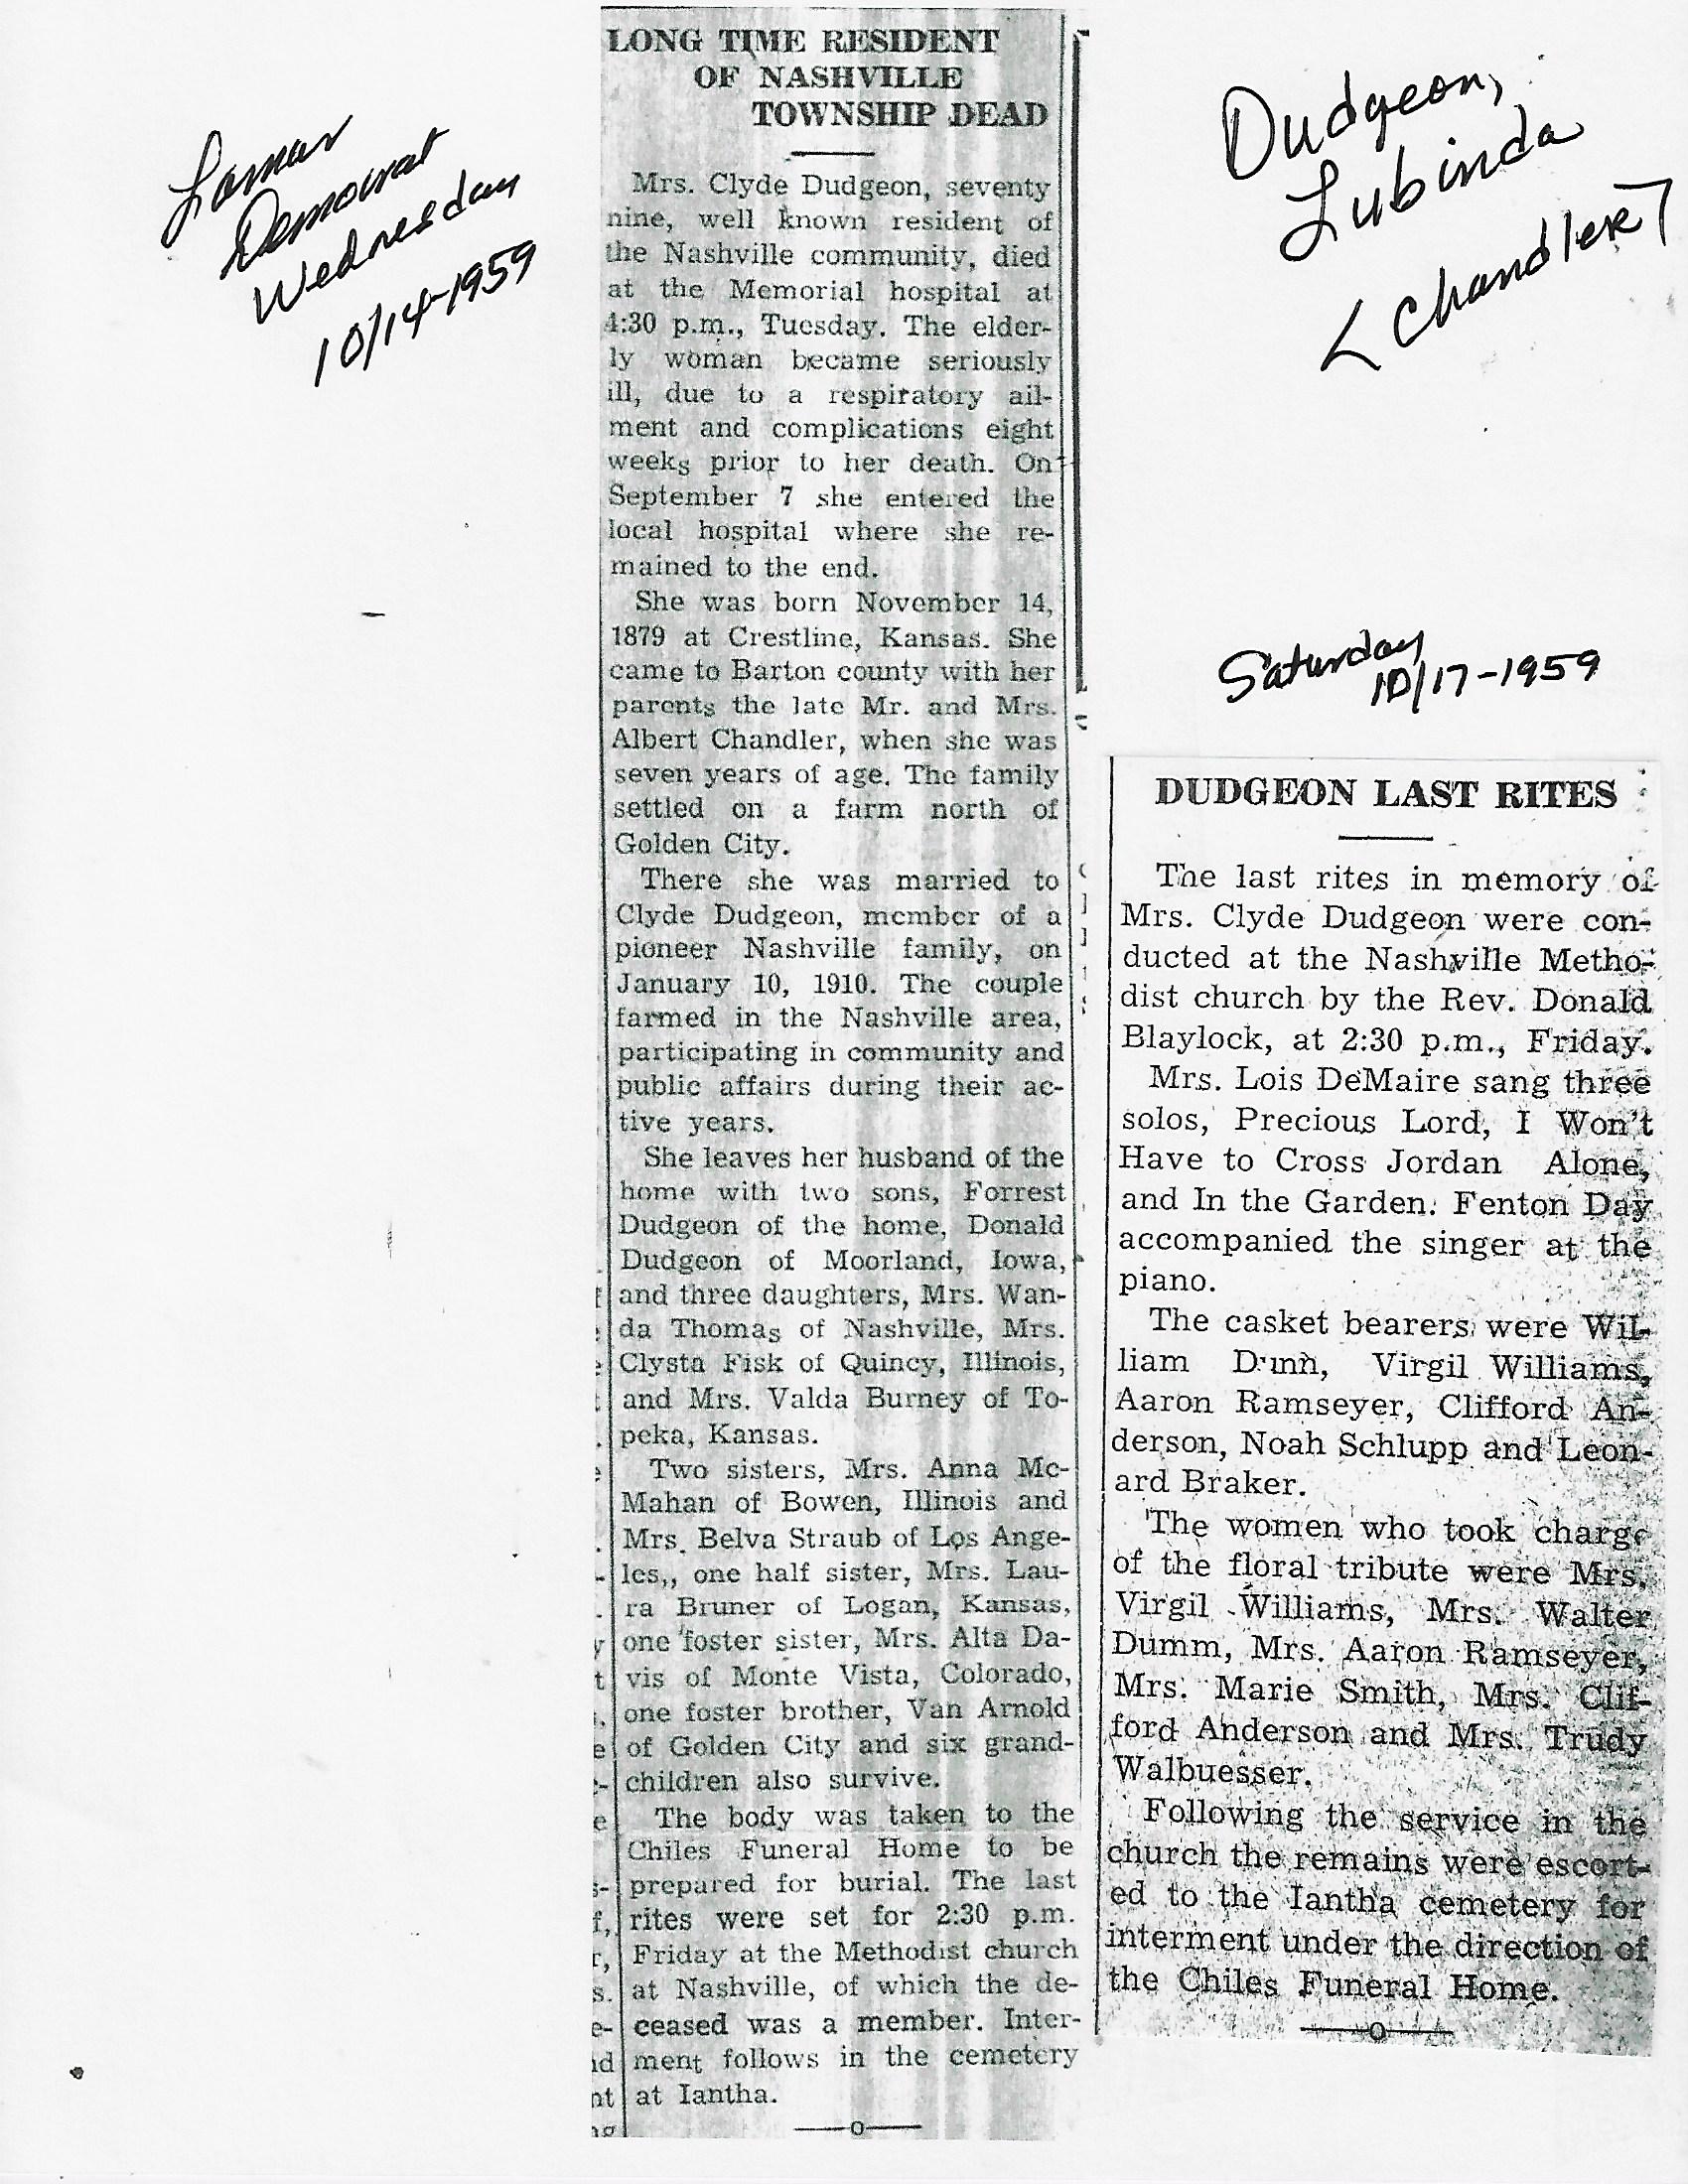 Lamar
Democrat
Wednesday
10/14-1959
LONG TIME RESIDENT
OF NASHVILLE
TOWNSHIP DEAD
Mrs. Clyde Dudgeon, seventy
nine, well known resident of
the Nashville community, died
at the Memorial hospital at
4:30 p.m., Tuesday. The elder-
ly woman became seriously
ill, due to a respiratory ail-
ment and complications eight
weeks prior to her death. On
September 7 she entered the
local hospital where she re-
mained to the end.
She was born November 14,
1879 at Crestline, Kansas. She
came to Barton county with her
parents the late Mr. and Mrs.
Albert Chandler, when she was
seven years of age. The family
settled on a farm north of
Golden City.
There she was married to
Clyde Dudgeon, member of a
pioneer Nashville family, on
January 10, 1910. The couple
farmed in the Nashville area,
participating in community and
public affairs during their ac-
tive years.
She leaves her husband of the
home with two sons, Forrest
Dudgeon of the home, Donald
Dudgeon of Moorland, Iowa,
and three daughters, Mrs. Wan-
da Thomas of Nashville, Mrs.
Clysta Fisk of Quincy, Illinois,
and Mrs. Valda Burney of To-
peka, Kansas.
Two sisters, Mrs. Anna Mc-
Mahan of Bowen, Illinois and
Mrs. Belva Straub of Los Ange-
les,, one half sister, Mrs. Lau-
ra Bruner of Logan, Kansas,
one foster sister, Mrs. Alta Da-
vis of Monte Vista, Colorado,
one foster brother, Van Arnold
of Golden City and six grand-
children also survive.
The body was taken to the
Chiles Funeral Home to be
prepared for burial. The last
rites were set for 2:30 p.m.
Friday at the Methodist church
at Nashville, of which the de-
ceased was a member. Inter-
ment follows in the cemetery
at Iantha.
Dudgeon,
Lubinda
< Chandler >
Saturday
10/17-1959
DUDGEON LAST RITES
The last rites in memory of
Mrs. Clyde Dudgeon were con-
ducted at the Nashville Metho-
dist church by the Rev. Donald
Blaylock, at 2:30 p.m., Friday.
Mrs. Lois DeMaire sang three
solos, Precious Lord, I Won't
Have to Cross Jordan Alone,
and In the Garden. Fenton Day
accompanied the singer at the
piano.
The casket bearers were Wil-
liam Virgil Williams,
Aaron Ramseyer, Clifford An-
derson, Noah Schlupp and Leon-
ard Braker.
The women who took charge
of the floral tribute were Mrs.
Virgil Williams, Mrs. Walter
Dumm, Mrs. Aaron Ramseyer,
Mrs. Marie Smith, Mrs. Clif-
ford Anderson and Mrs. Trudy
Walbuesser.
Following the service in the
church the remains were escort-
ed to the Iantha cemetery for
interment under the direction of
the Chiles Funeral Home.